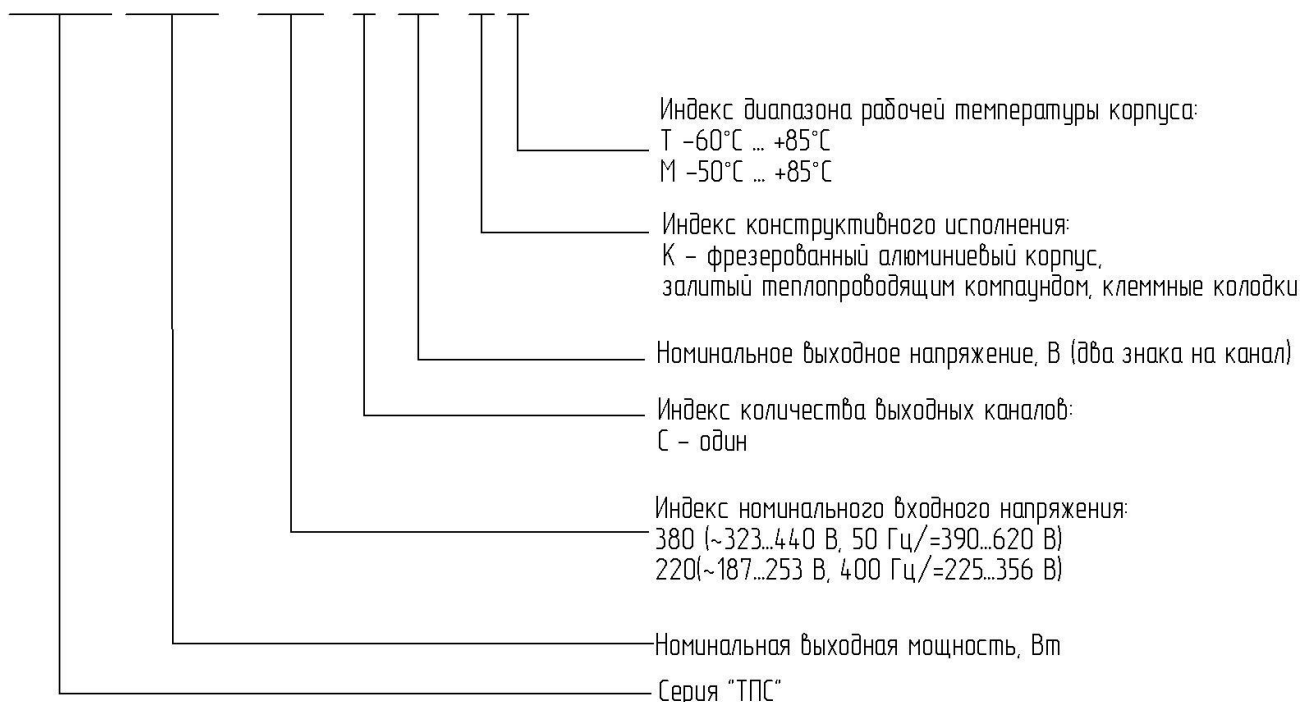 Индекс диапазона рабочей температуры корпуса:
Т -60°С ... +85°С
М -50°С ... +85°С
Индекс конструктивного исполнения:
К - фрезерованный алюминиевый корпус,
залитый теплопроводящим компаундом, клеммные колодки
Номинальное выходное напряжение, В (два знака на канал)
Индекс количества выходных каналов:
С - один
Индекс номинального входного напряжения:
380 (~323...440 В, 50 Гц/=390...620 В)
220(~187...253 В, 400 Гц/=225...356 В)
Номинальная выходная мощность, Вт
Серия "ТПС"